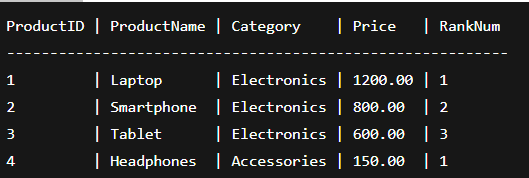 ProductID | ProductName | Category    | Price   | RankNum
----------------------------------------------------------
1         | Laptop      | Electronics | 1200.00 | 1
2         | Smartphone  | Electronics | 800.00  | 2
3         | Tablet      | Electronics | 600.00  | 3
4         | Headphones  | Accessories | 150.00  | 1